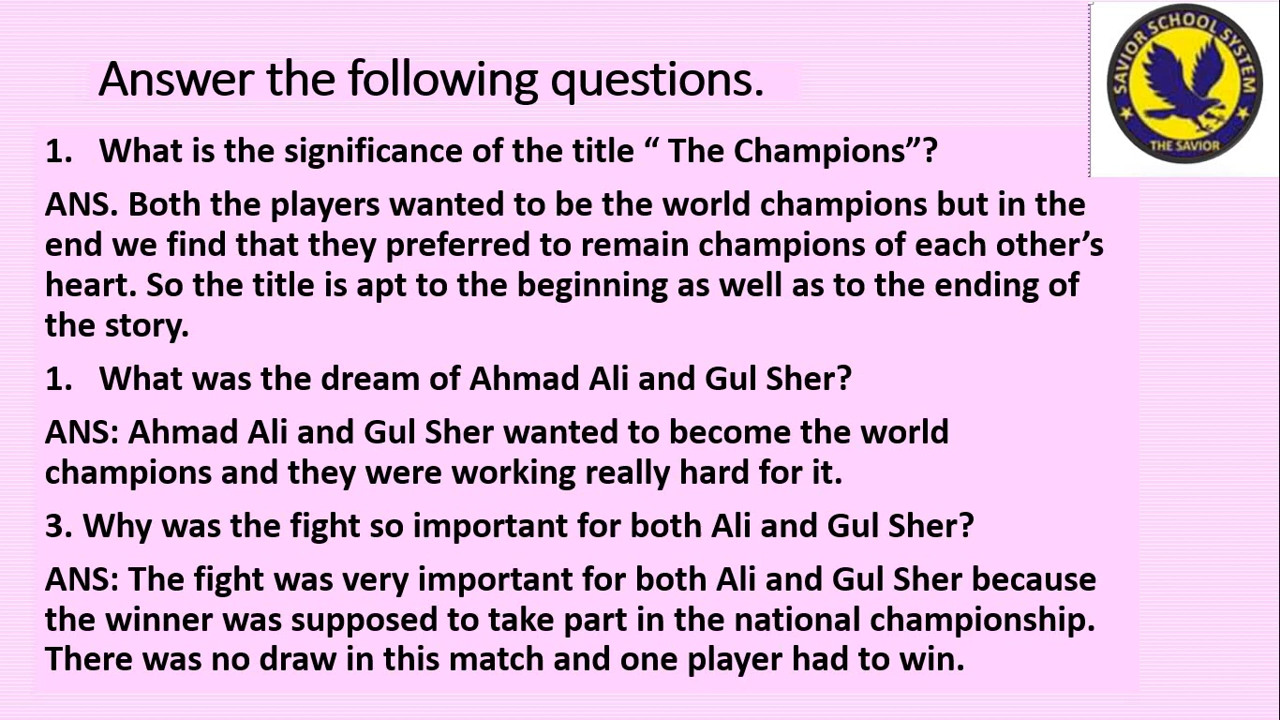 SAVIOR SCHOOL SYSTEM
THE SAVIOR
Answer the following questions.
1. What is the significance of the title “ The Champions”?
ANS. Both the players wanted to be the world champions but in the
end we find that they preferred to remain champions of each other’s
heart. So the title is apt to the beginning as well as to the ending of
the story.
1. What was the dream of Ahmad Ali and Gul Sher?
ANS: Ahmad Ali and Gul Sher wanted to become the world
champions and they were working really hard for it.
3. Why was the fight so important for both Ali and Gul Sher?
ANS: The fight was very important for both Ali and Gul Sher because
the winner was supposed to take part in the national championship.
There was no draw in this match and one player had to win.